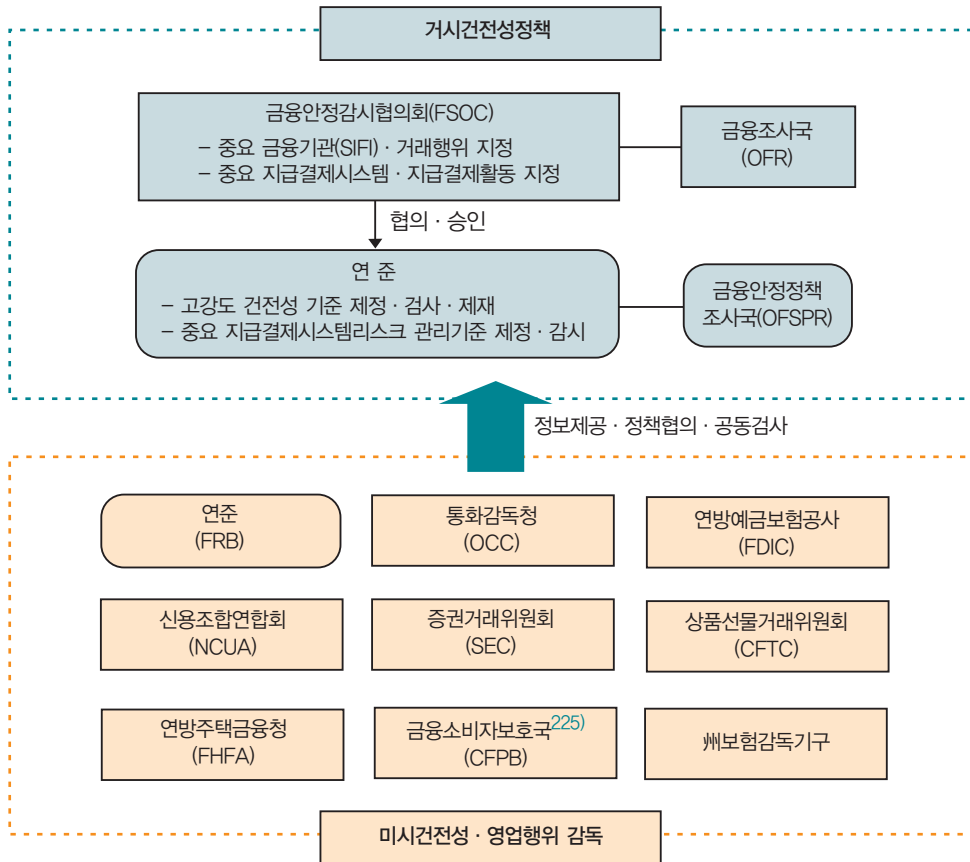 거시건전성정책
금융안정감시협의회(FSOC)
– 중요 금융기관(SIFI) · 거래행위 지정
– 중요 지급결제시스템 · 지급결제활동 지정
금융조사국
(OFR)
협의 · 승인
연 준
– 고강도 건전성 기준 제정 · 검사 · 제재
– 중요 지급결제시스템리스크 관리기준 제정 · 감시
금융안정정책
조사국(OFSPR)
정보제공 · 정책협의 · 공동검사
연준
(FRB)
통화감독청
(OCC)
연방예금보험공사
(FDIC)
신용조합연합회
(NCUA)
증권거래위원회
(SEC)
상품선물거래위원회
(CFTC)
연방주택금융청
(FHFA)
금융소비자보호국225)
(CFPB)
州보험감독기구
미시건전성 · 영업행위 감독